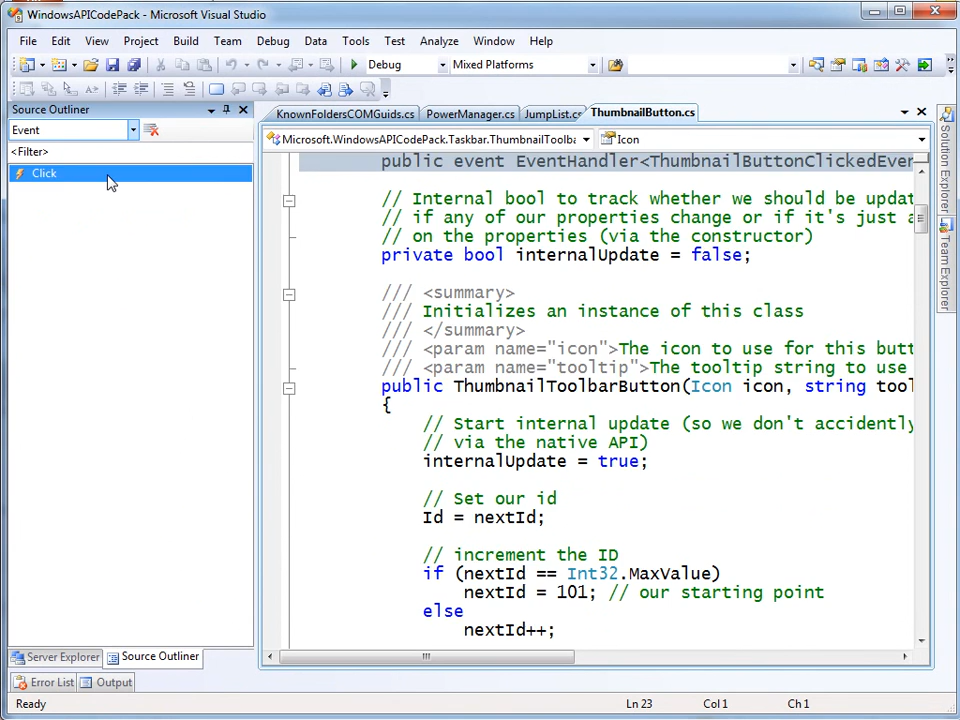 WindowsAPICodePack - Microsoft Visual Studio
File Edit View Project Build Team Debug Data Tools Test Analyze Window Help
Debug Mixed Platforms
Source Outliner
Event
<Filter>
Click
KnownFoldersCOMGuids.cs PowerManager.cs JumpList.cs ThumbnailButton.cs
Microsoft.WindowsAPICodePack.Taskbar.ThumbnailToolba Icon
public event EventHandler<ThumbnailButtonClickedEver
// Internal bool to track whether we should be updat
// if any of our properties change or if it's just a
// on the properties (via the constructor)
private bool internalUpdate = false;
/// <summary>
/// Initializes an instance of this class
/// </summary>
/// <param name="icon">The icon to use for this butt
/// <param name="tooltip">The tooltip string to use
public ThumbnailToolbarButton(Icon icon, string tool
{
// Start internal update (so we don't accidently
// via the native API)
internalUpdate = true;
// Set our id
Id = nextId;
// increment the ID
if (nextId == Int32.MaxValue)
nextId = 101; // our starting point
else
nextId++;
Solution Explorer
Team Explorer
Server Explorer Source Outliner
Error List Output
Ready Ln 23 Col 1 Ch 1